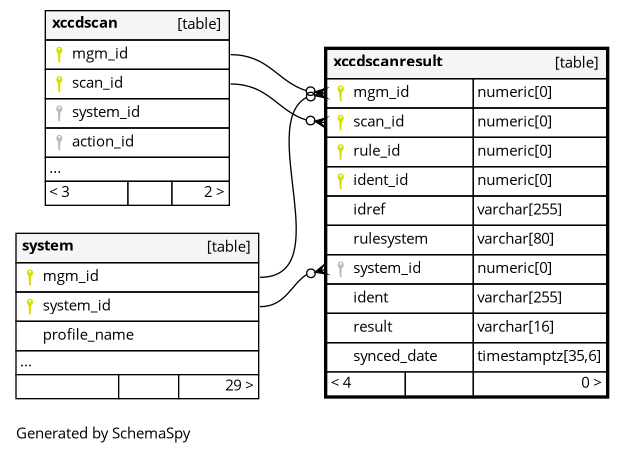 xccdscan [table]
mgm_id
scan_id
system_id
action_id
...
< 3 2 >
system [table]
mgm_id
system_id
profile_name
...
29 >
xccdscanresult [table]
mgm_id numeric[0]
scan_id numeric[0]
rule_id numeric[0]
ident_id numeric[0]
idref varchar[255]
rulesystem varchar[80]
system_id numeric[0]
ident varchar[255]
result varchar[16]
synced_date timestamptz[35,6]
< 4 0 >
Generated by SchemaSpy